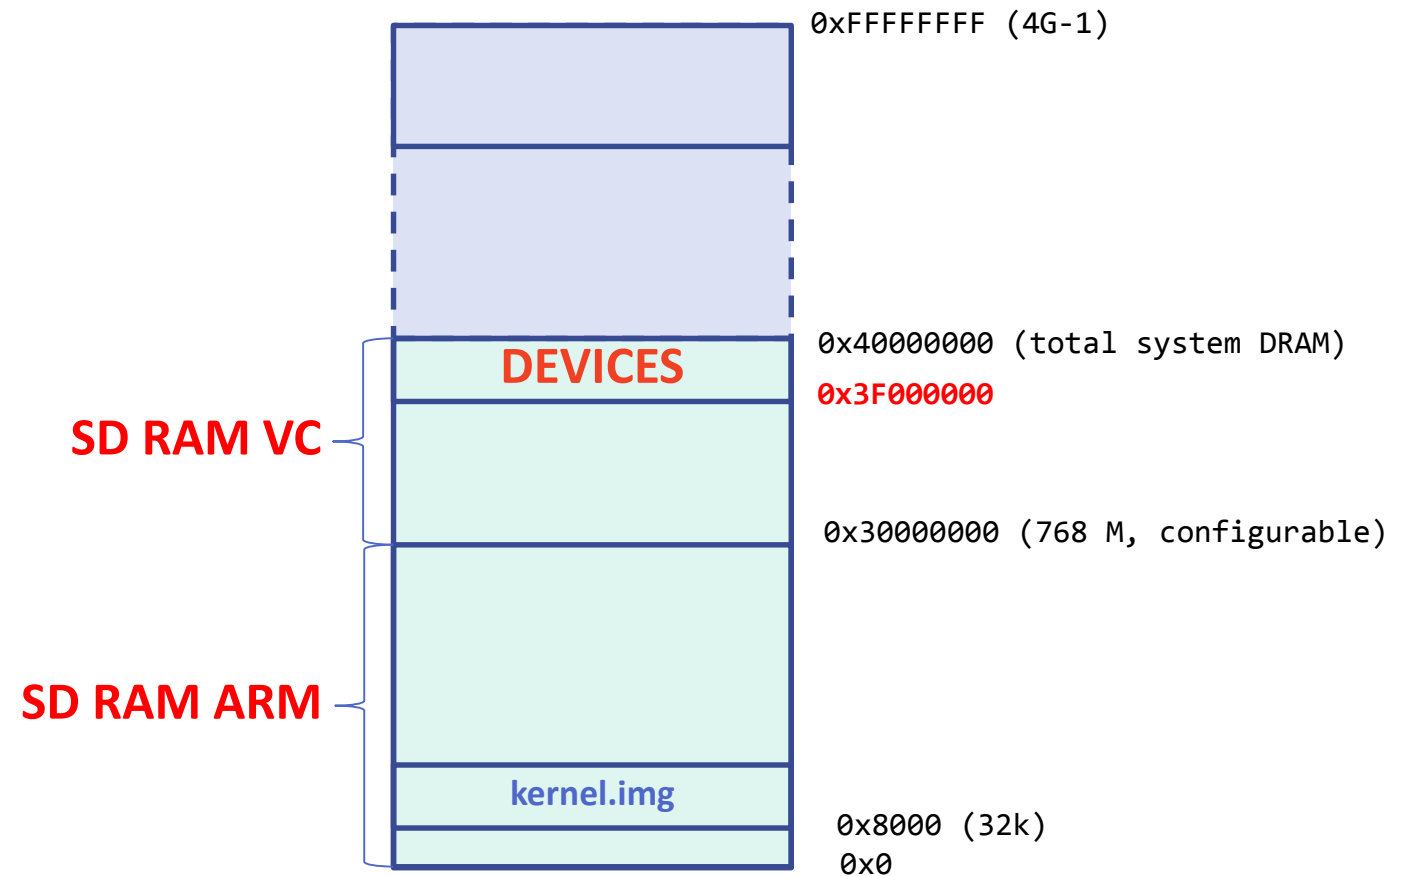 0xFFFFFFFF (4G-1)
0x40000000 (total system DRAM)
DEVICES
0x3F000000
SD RAM VC
0x30000000 (768 M, configurable)
SD RAM ARM
kernel.img
0x8000 (32k)
0x0